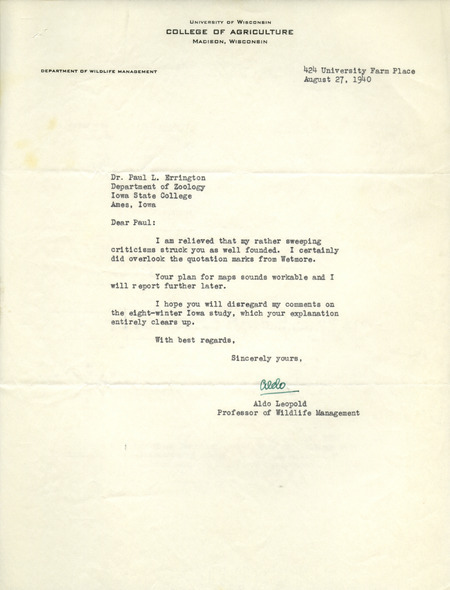 University of Wisconsin
COLLEGE OF AGRICULTURE
Madison, Wisconsin
DEPARTMENT OF WILDLIFE MANAGEMENT
424 University Farm Place
August 27, 1940
Dr. Paul L. Errington
Department of Zoology
Iowa State College
Ames, Iowa
Dear Paul:
I am relieved that my rather sweeping
criticisms struck you as well founded. I certainly
did overlook the quotation marks from Wetmore.
Your plan for maps sounds workable and I
will report further later.
I hope you will disregard my comments on
the eight-winter Iowa study, which your explanation
entirely clears up.
With best regards,
Sincerely yours,
Aldo
Aldo Leopold
Professor of Wildlife Management